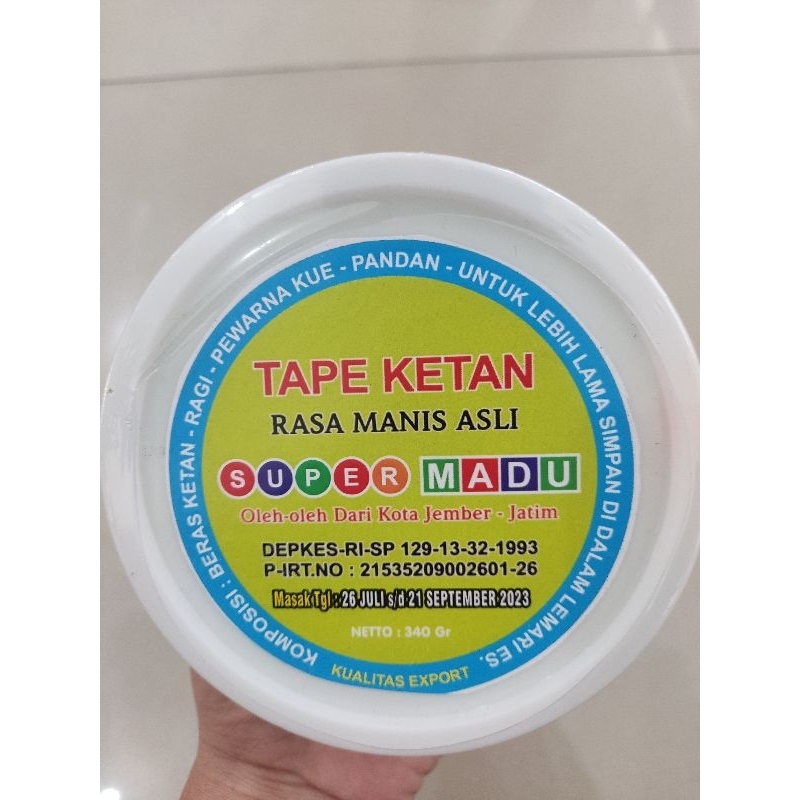 KOMPOSISI : BERAS KETAN - RAGI - PEWARNA KUE - PANDAN - UNTUK LEBIH LAMA SIMPAN DI DALAM LEMARI ES.
TAPE KETAN
RASA MANIS ASLI
SUPER MADU
Oleh-oleh Dari Kota Jember - Jatim
DEPKES-RI-SP 129-13-32-1993
P-IRT.NO : 21535209002601-26
Masak Tgl : 26 JULI s/d 21 SEPTEMBER 2023
NETTO : 340 Gr
KUALITAS EXPORT